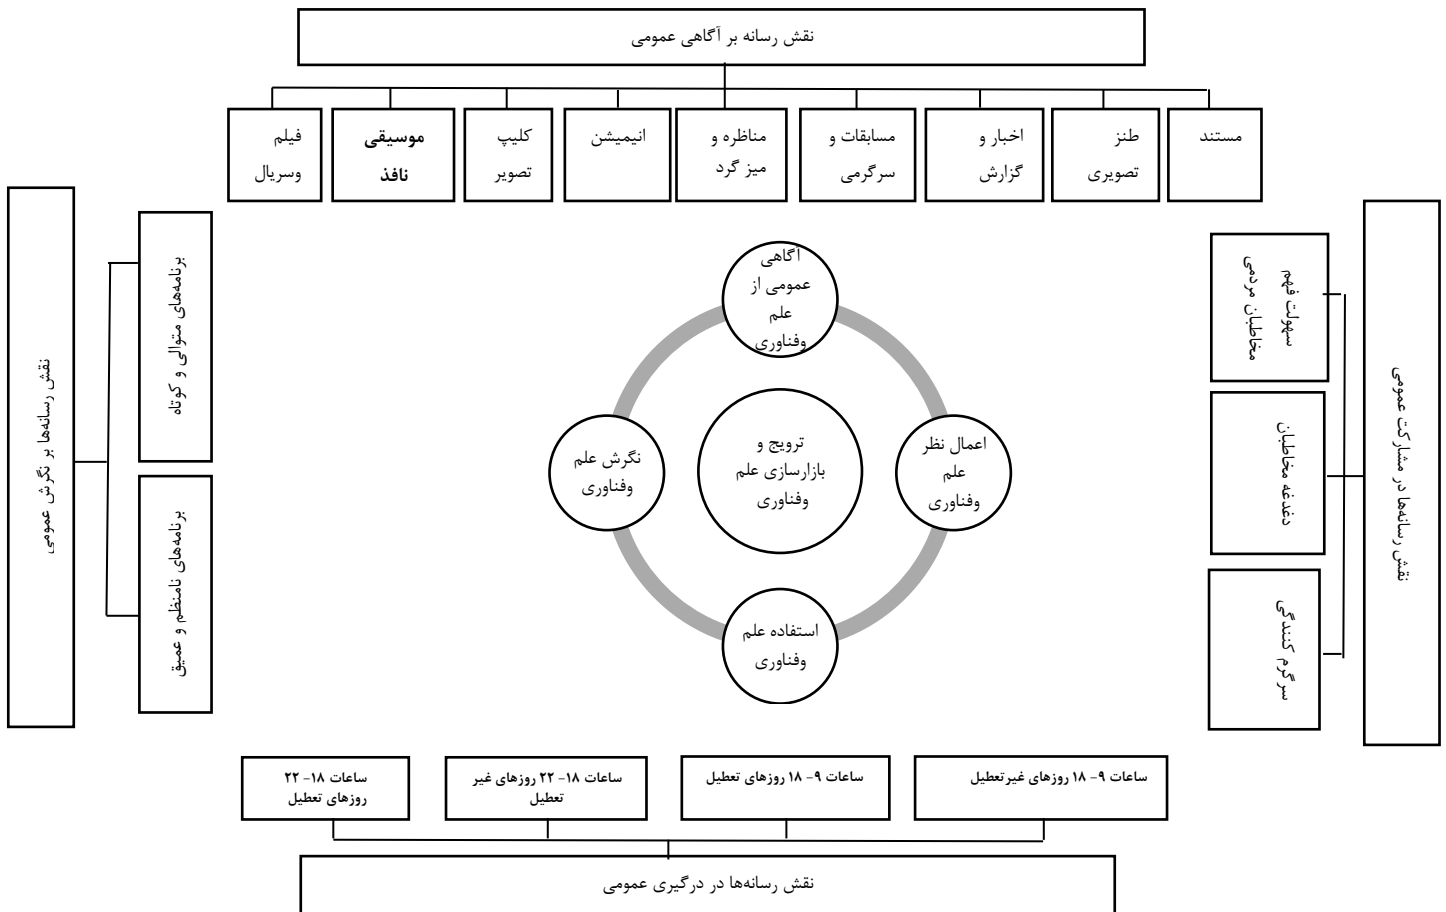 نقش رسانه بر آگاهی عمومی
مستند
طنز
تصویری
اخبار و
گزارش
مسابقات و
سرگرمی
مناظره و
میز گرد
انیمیشن
کلیپ
تصویر
موسیقی
نافذ
فیلم
وسریال
نقش رسانه‌ها در مشارکت عمومی
سهولت فهم
مخاطبان مردمی
دغدغه مخاطبان
سرگرم کنندگی
آگاهی
عمومی از
علم
وفناوری
اعمال نظر
علم
وفناوری
ترویج و
بازارسازی علم
وفناوری
نگرش علم
وفناوری
استفاده علم
وفناوری
برنامه‌های متوالی و کوتاه
برنامه‌های نامنظم و عمیق
نقش رسانه‌ها بر نگرش عمومی
ساعات ۹- ۱۸ روزهای غیرتعطیل
ساعات ۹- ۱۸ روزهای تعطیل
ساعات ۱۸- ۲۲ روزهای غیر
تعطیل
ساعات ۱۸- ۲۲
روزهای تعطیل
نقش رسانه‌ها در درگیری عمومی